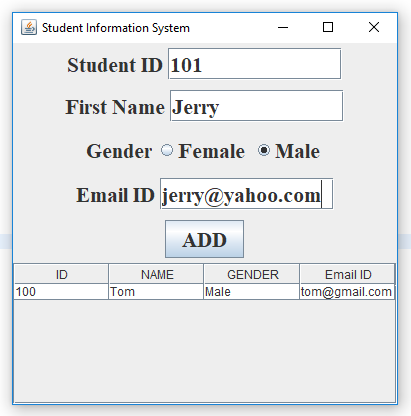 Student Information System
Student ID 101
First Name Jerry
Gender Female Male
Email ID jerry@yahoo.com
ADD
ID NAME GENDER Email ID
100 Tom Male tom@gmail.com